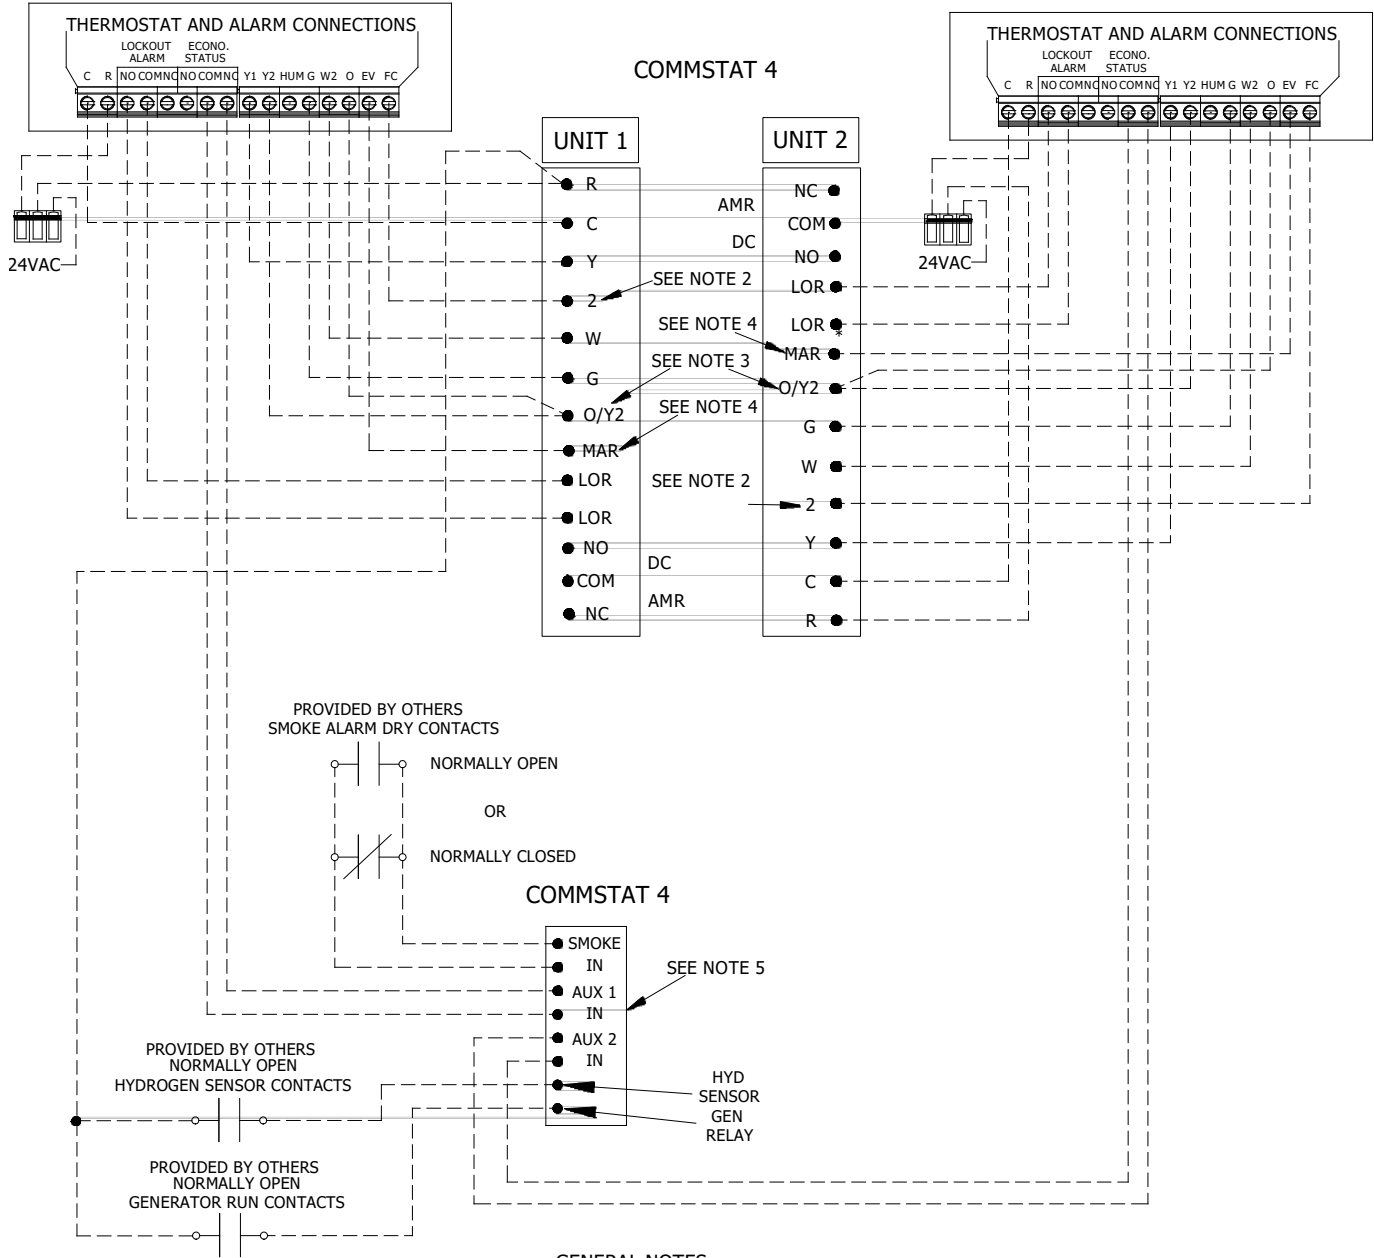 THERMOSTAT AND ALARM CONNECTIONS
LOCKOUT ECONO.
ALARM STATUS
C R NO COM NC NO COM NC Y1 Y2 HUM G W2 O EV FC
THERMOSTAT AND ALARM CONNECTIONS
LOCKOUT ECONO.
ALARM STATUS
C R NO COM NC NO COM NC Y1 Y2 HUM G W2 O EV FC
COMMSTAT 4
UNIT 1
UNIT 2
24VAC
24VAC
R
C
Y
2
W
G
O/Y2
MAR
LOR
LOR
NO
COM
NC
AMR
DC
SEE NOTE 2
SEE NOTE 4
SEE NOTE 3
SEE NOTE 4
SEE NOTE 2
DC
AMR
NC
COM
NO
LOR
LOR
*
MAR
O/Y2
G
W
2
Y
C
R
PROVIDED BY OTHERS
SMOKE ALARM DRY CONTACTS
NORMALLY OPEN
OR
NORMALLY CLOSED
COMMSTAT 4
SMOKE
IN
AUX 1
IN
AUX 2
IN
SEE NOTE 5
HYD
SENSOR
GEN
RELAY
PROVIDED BY OTHERS
NORMALLY OPEN
HYDROGEN SENSOR CONTACTS
PROVIDED BY OTHERS
NORMALLY OPEN
GENERATOR RUN CONTACTS
GENERAL NOTES